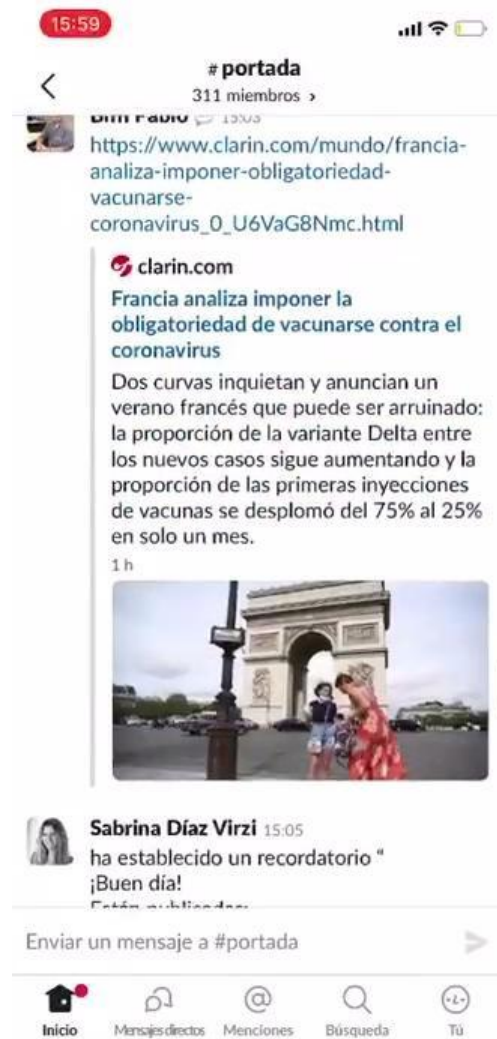 15:59
# portada
311 miembros >
15:03
https://www.clarin.com/mundo/francia-
analiza-imponer-obligatoriedad-
vacunarse-
coronavirus_0_U6VaG8Nmc.html
clarin.com
Francia analiza imponer la
obligatoriedad de vacunarse contra el
coronavirus
Dos curvas inquietan y anuncian un
verano francés que puede ser arruinado:
la proporción de la variante Delta entre
los nuevos casos sigue aumentando y la
proporción de las primeras inyecciones
de vacunas se desplomó del 75% al 25%
en solo un mes.
1 h
Sabrina Díaz Virzi 15:05
ha establecido un recordatorio “
¡Buen día!
Están publicadas:
Enviar un mensaje a #portada
Inicio
Mensajes directos
Menciones
Búsqueda
Tú